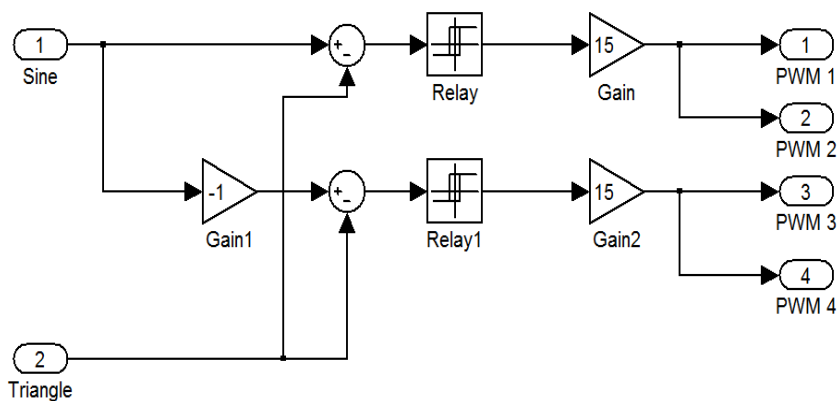 1
Sine
+
-
Relay
15
Gain
1
PWM 1
2
PWM 2
-1
Gain1
+
-
Relay1
15
Gain2
3
PWM 3
4
PWM 4
2
Triangle